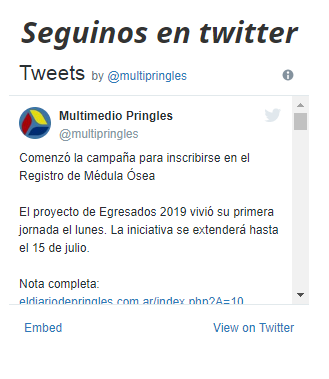 Seguinos en twitter
Tweets by @multipringles
Multimedio Pringles
@multipringles
Comenzó la campaña para inscribirse en el
Registro de Médula Ósea
El proyecto de Egresados 2019 vivió su primera
jornada el lunes. La iniciativa se extenderá hasta
el 15 de julio.
Nota completa:
eldiariodepringles.com.ar/index.php?A=10
Embed View on Twitter